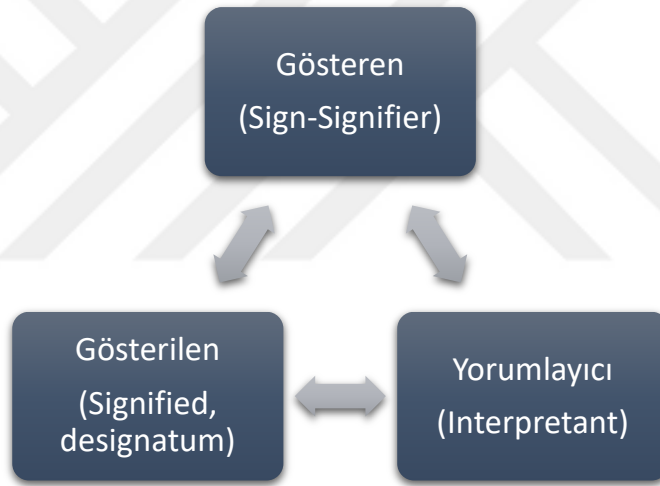 Gösteren
(Sign-Signifier)
Gösterilen
(Signified,
designatum)
Yorumlayıcı
(Interpretant)